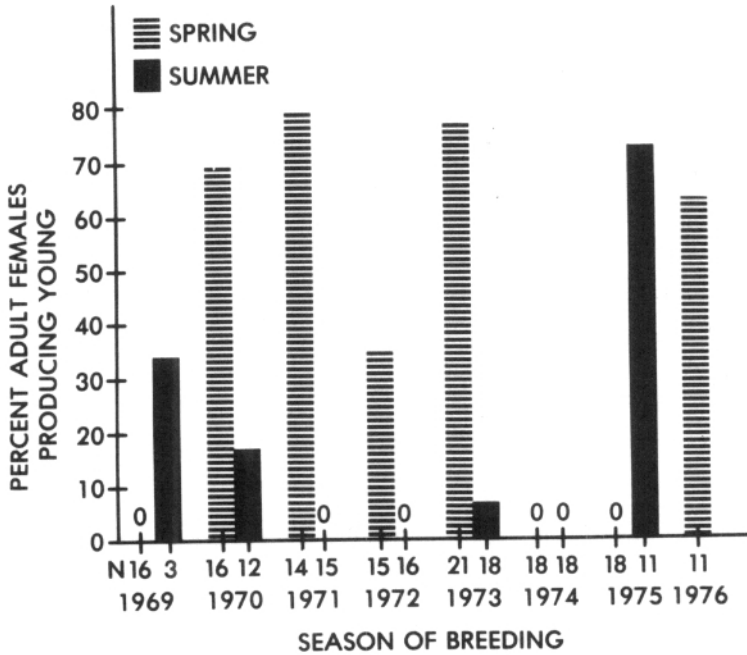 SPRING
SUMMER
PERCENT ADULT FEMALES
PRODUCING YOUNG
80
70
60
50
40
30
20
10
0
0 0 0 0 0 0
N 16 3 16 12 14 15 15 16 21 18 18 18 18 11 11
1969 1970 1971 1972 1973 1974 1975 1976
SEASON OF BREEDING